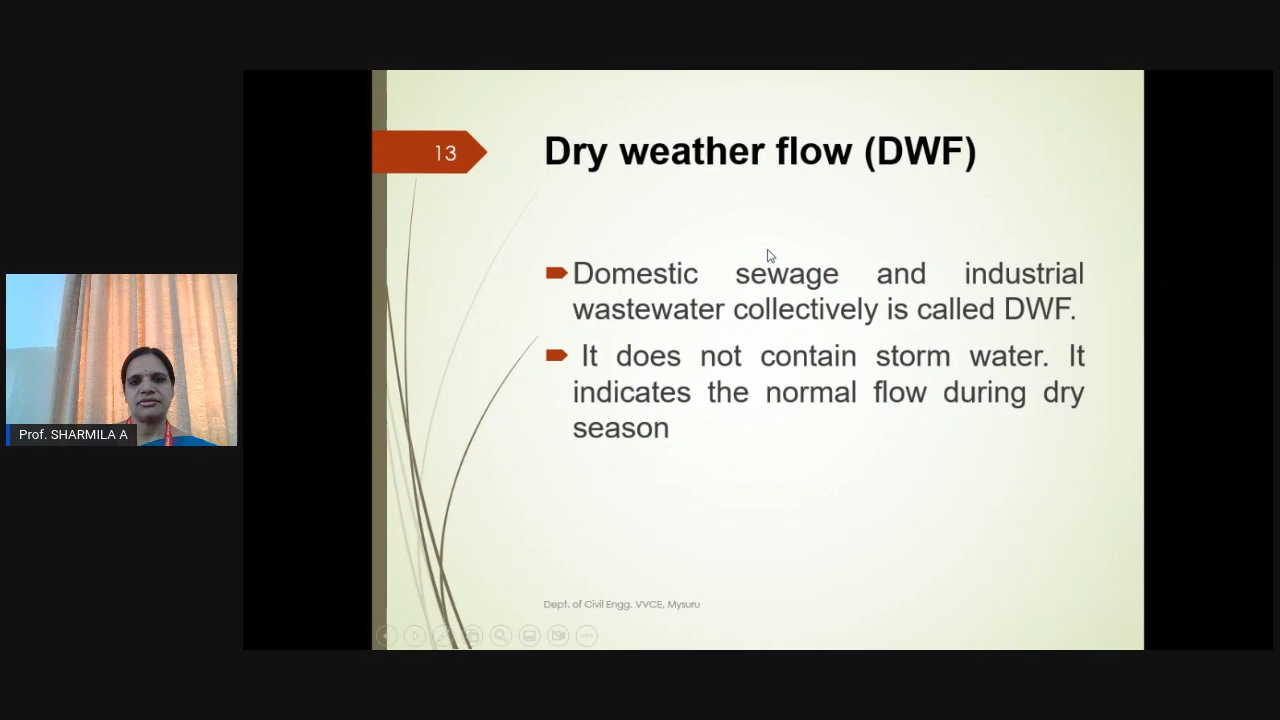 13
Dry weather flow (DWF)
Domestic sewage and industrial
wastewater collectively is called DWF.
It does not contain storm water. It
indicates the normal flow during dry
season
Prof. SHARMILA A
Dept. of Civil Engg. VVCE, Mysuru